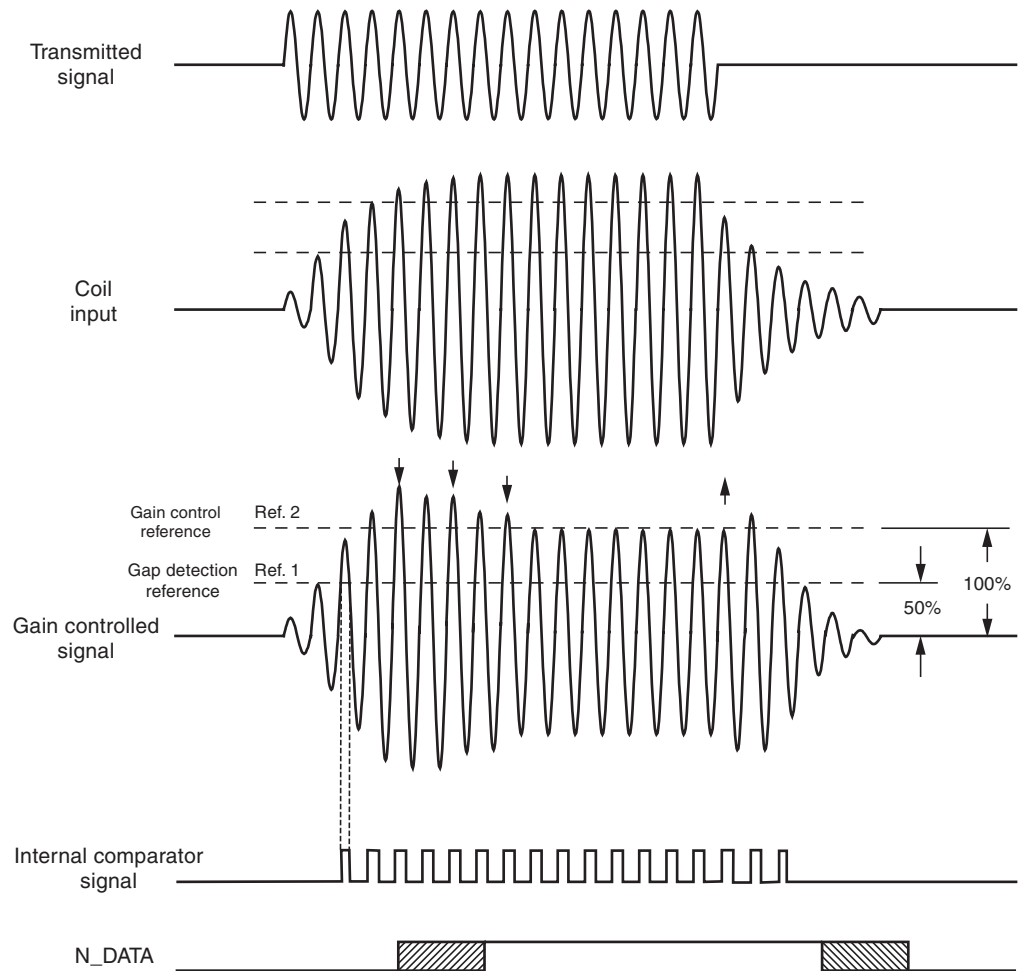 Transmitted
signal
Coil
input
Gain control
reference
Ref. 2
Gap detection
reference
Ref. 1
100%
50%
Gain controlled
signal
Internal comparator
signal
N_DATA